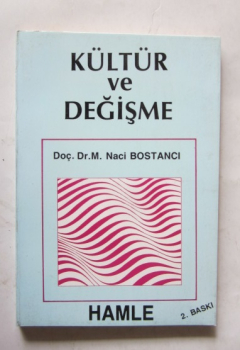 KÜLTÜR
ve
DEĞİŞME
Doç. Dr.M. Naci BOSTANCI
HAMLE
2. BASKI